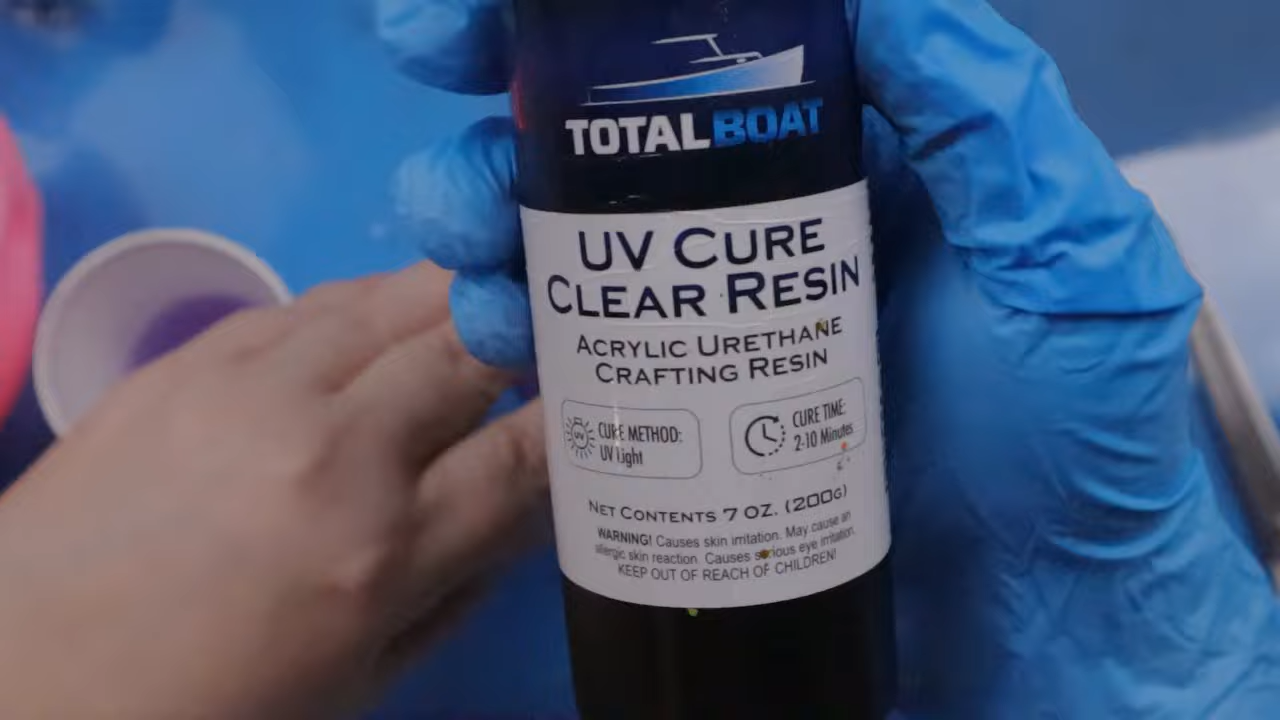 TOTALBOAT
UV CURE
CLEAR RESIN
ACRYLIC URETHANE
CRAFTING RESIN
UV
CURE METHOD:
UV Light
CURE TIME:
2-10 Minutes
NET CONTENTS 7 OZ. (200G)
WARNING! Causes skin irritation. May cause an
allergic skin reaction. Causes serious eye irritation.
KEEP OUT OF REACH OF CHILDREN!